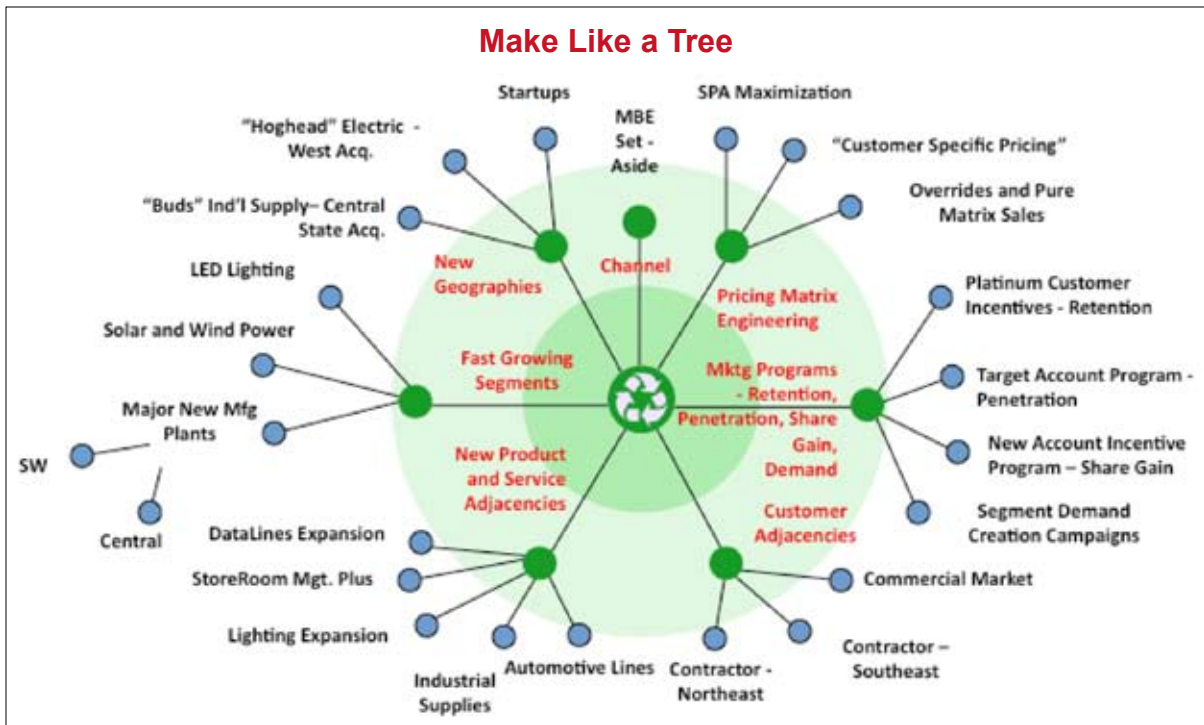 Make Like a Tree
Startups
SPA Maximization
MBE
Set -
Aside
“Hoghead” Electric -
West Acq.
“Customer Specific Pricing”
“Buds” Ind’l Supply– Central
State Acq.
Overrides and Pure
Matrix Sales
LED Lighting
New
Geographies
Channel
Pricing Matrix
Engineering
Platinum Customer
Incentives - Retention
Solar and Wind Power
Fast Growing
Segments
Mktg Programs
- Retention,
Penetration, Share
Gain,
Demand
Target Account Program -
Penetration
Major New Mfg
Plants
SW
Central
New Product
and Service
Adjacencies
New Account Incentive
Program – Share Gain
Customer
Adjacencies
Segment Demand
Creation Campaigns
DataLines Expansion
StoreRoom Mgt. Plus
Lighting Expansion
Industrial
Supplies
Automotive Lines
Contractor -
Northeast
Contractor –
Southeast
Commercial Market